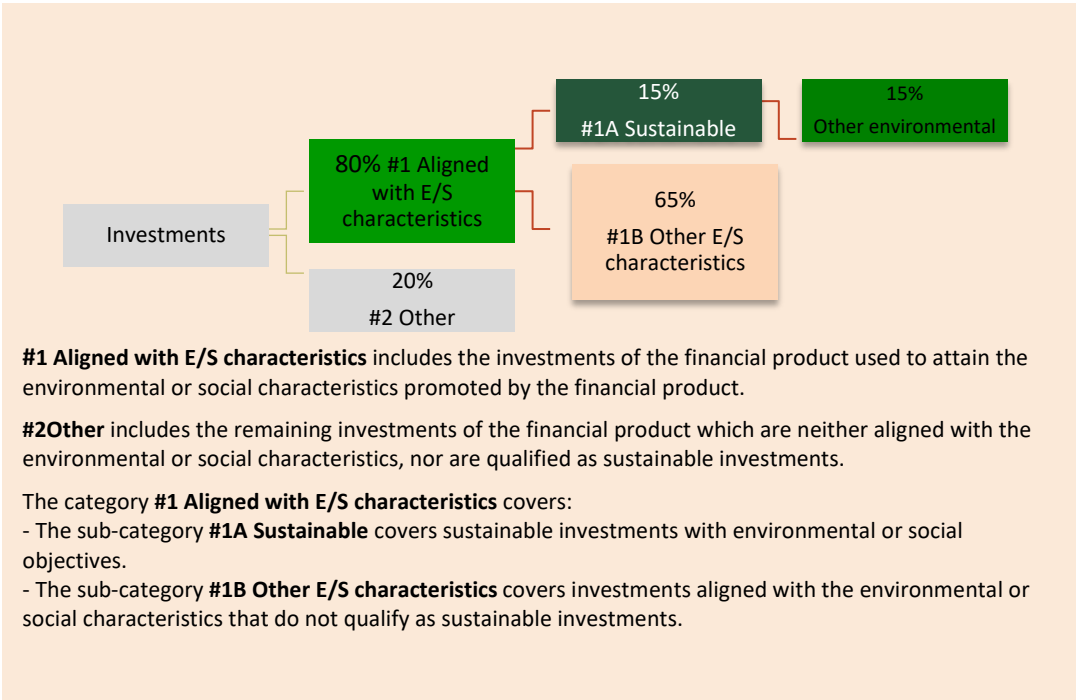 15%
#1A Sustainable
15%
Other environmental
80% #1 Aligned
with E/S
characteristics
65%
#1B Other E/S
characteristics
Investments
20%
#2 Other
#1 Aligned with E/S characteristics includes the investments of the financial product used to attain the
environmental or social characteristics promoted by the financial product.
#2Other includes the remaining investments of the financial product which are neither aligned with the
environmental or social characteristics, nor are qualified as sustainable investments.
The category #1 Aligned with E/S characteristics covers:
- The sub-category #1A Sustainable covers sustainable investments with environmental or social
objectives.
- The sub-category #1B Other E/S characteristics covers investments aligned with the environmental or
social characteristics that do not qualify as sustainable investments.